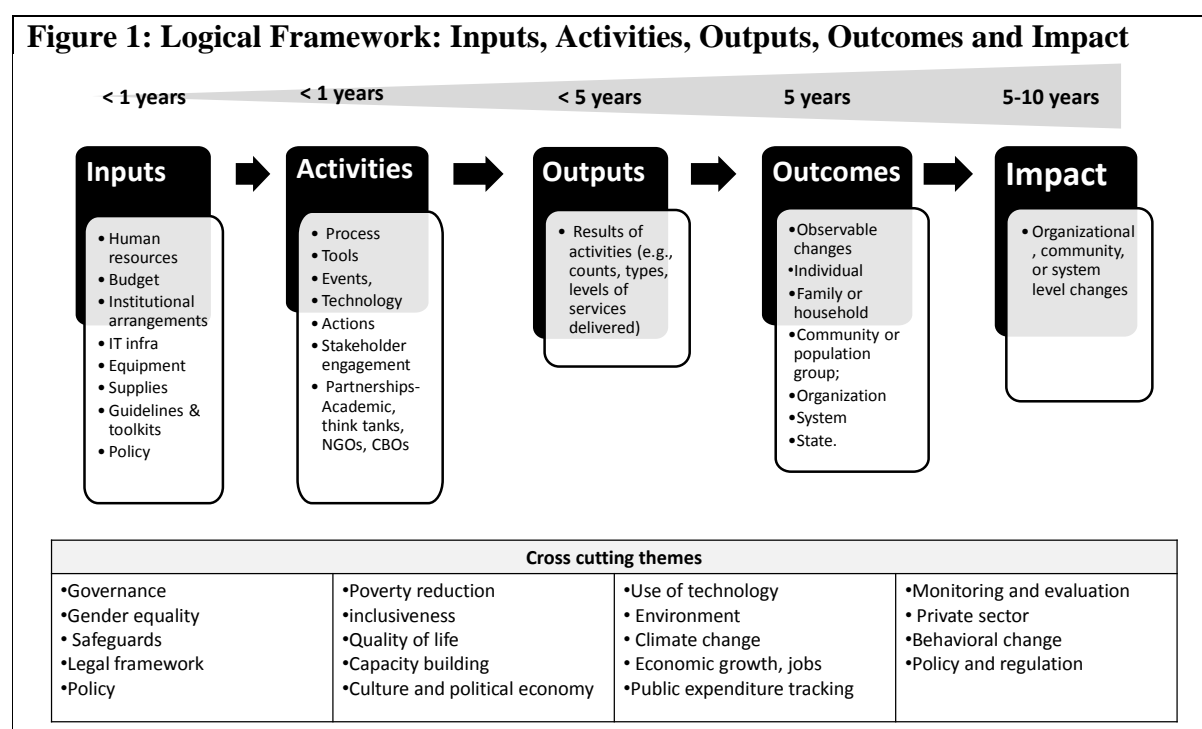 Figure 1: Logical Framework: Inputs, Activities, Outputs, Outcomes and Impact
< 1 years
< 1 years
< 5 years
5 years
5-10 years
Inputs
• Human
resources
• Budget
• Institutional
arrangements
• IT infra
• Equipment
• Supplies
• Guidelines &
toolkits
• Policy
Activities
• Process
• Tools
• Events,
• Technology
• Actions
• Stakeholder
engagement
• Partnerships-
Academic,
think tanks,
NGOs, CBOs
Outputs
• Results of
activities (e.g.,
counts, types,
levels of
services
delivered)
Outcomes
•Observable
changes
•Individual
•Family or
household
•Community or
population
group;
•Organization
•System
•State.
Impact
• Organizational
, community,
or system
level changes
Cross cutting themes
•Governance
•Gender equality
• Safeguards
•Legal framework
•Policy
•Poverty reduction
•inclusiveness
•Quality of life
•Capacity building
•Culture and political economy
•Use of technology
• Environment
• Climate change
• Economic growth, jobs
•Public expenditure tracking
•Monitoring and evaluation
• Private sector
•Behavioral change
•Policy and regulation